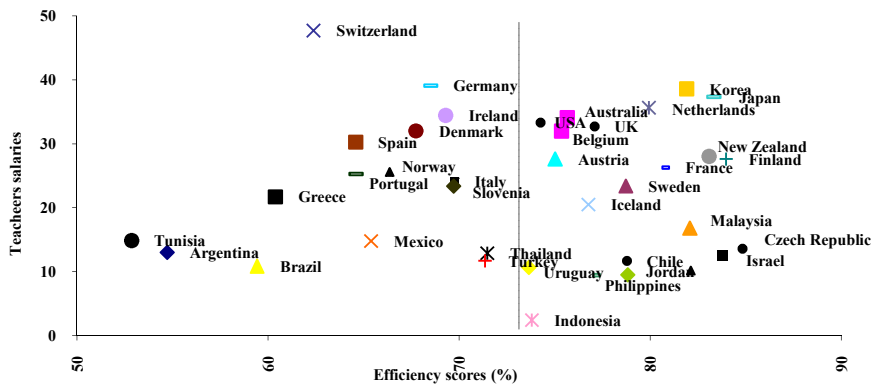 50
Switzerland
40
Germany
Korea
Japan
Netherlands
Ireland
Australia
USA
UK
Denmark
Belgium
30
Spain
New Zealand
Teacheers salaries
Austria
Finland
Norway
France
Portugal
Italy
Sweden
Slovenia
Greece
Iceland
20
Malaysia
Tunisia
Mexico
Czech Republic
Argentina
Thailand
Turkey
Chile
Israel
Brazil
Uruguay
Jordan
10
Philippines
Indonesia
0
50
60
70
80
90
Efficiency scores (%)